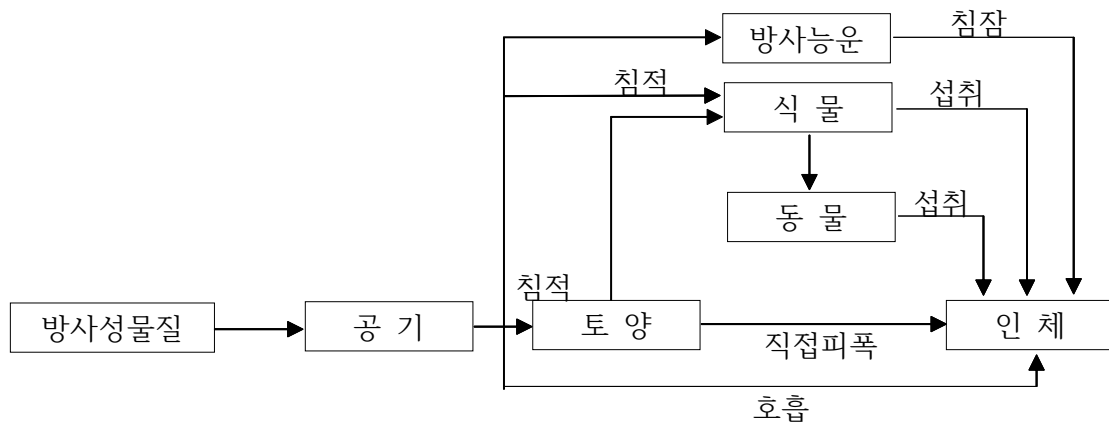 방사능운
침잠
침적
식 물
섭취
동 물
섭취
침적
방사성물질
공 기
토 양
직접피폭
인 체
호흡